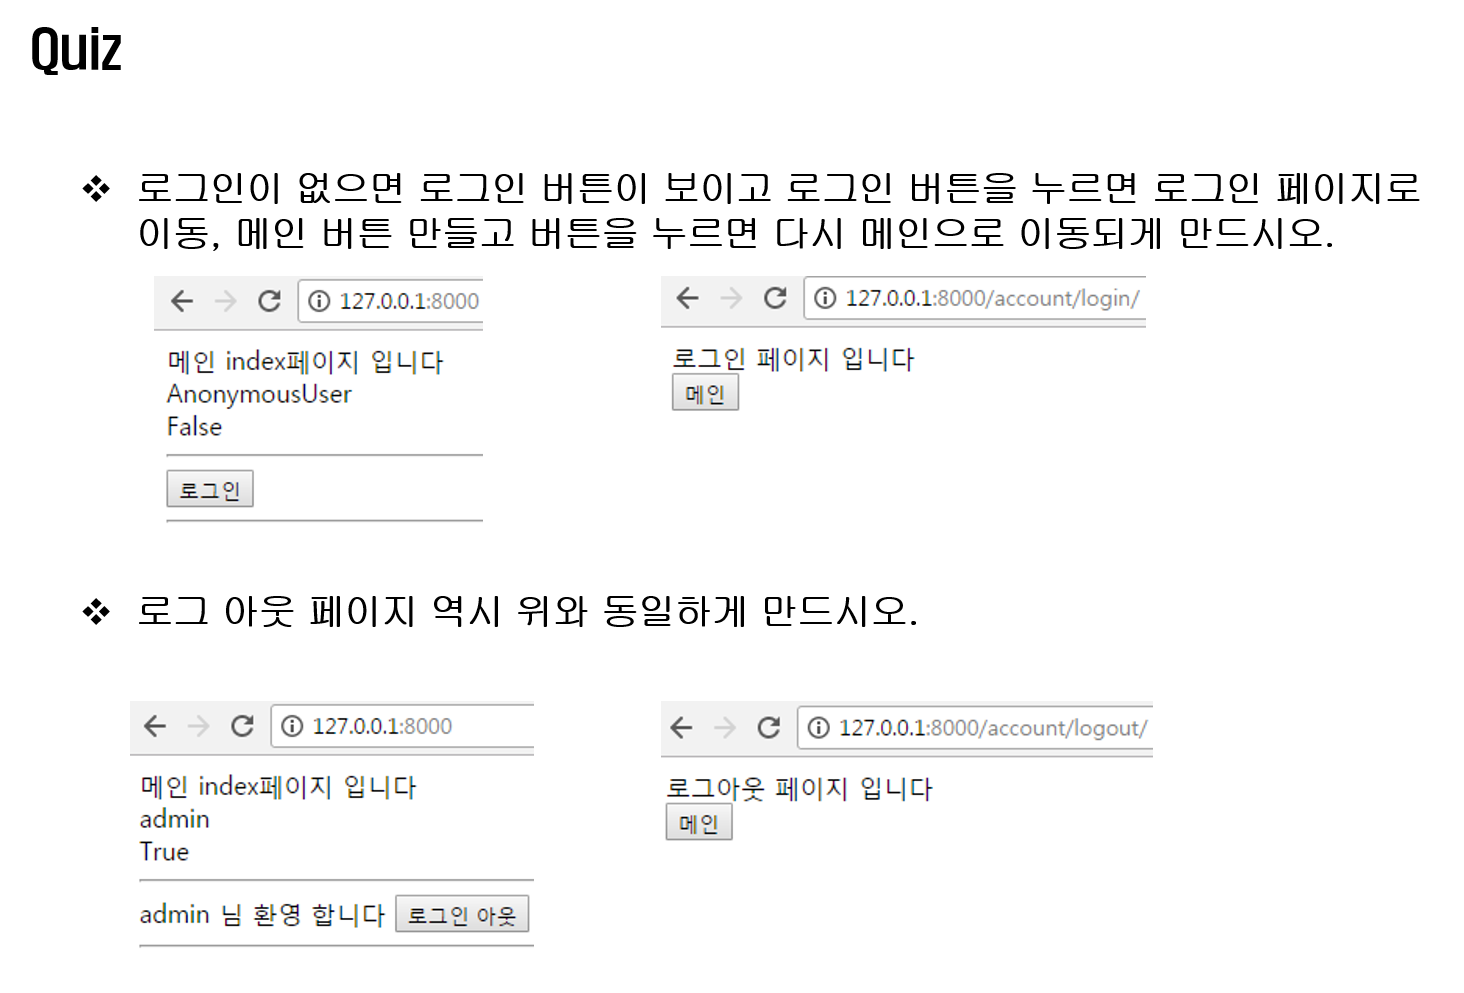 Quiz
❖ 로그인이 없으면 로그인 버튼이 보이고 로그인 버튼을 누르면 로그인 페이지로
이동, 메인 버튼 만들고 버튼을 누르면 다시 메인으로 이동되게 만드시오.
127.0.0.1:8000
메인 index페이지 입니다
AnonymousUser
False
로그인
127.0.0.1:8000/account/login/
로그인 페이지 입니다
메인
❖ 로그 아웃 페이지 역시 위와 동일하게 만드시오.
127.0.0.1:8000
메인 index페이지 입니다
admin
True
admin 님 환영 합니다 로그인 아웃
127.0.0.1:8000/account/logout/
로그아웃 페이지 입니다
메인